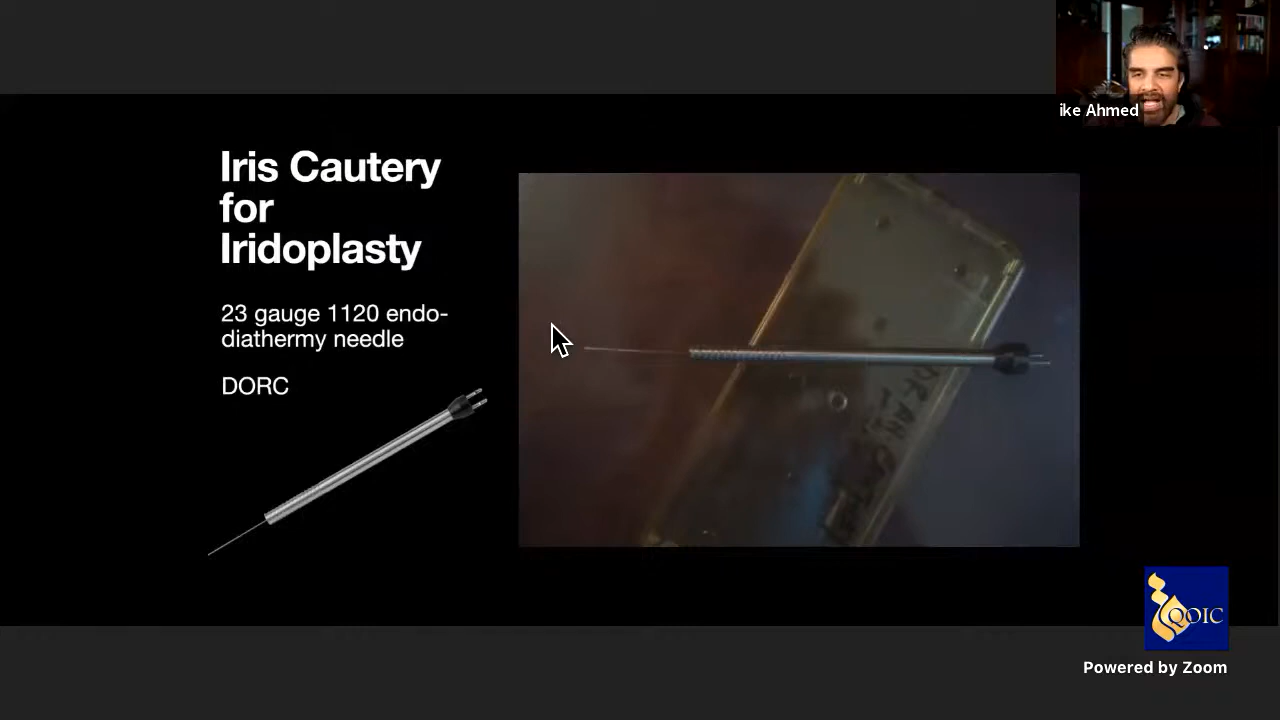 ike Ahmed
Iris Cautery
for
Iridoplasty
23 gauge 1120 endo-
diathermy needle
DORC
QOIC
Powered by Zoom